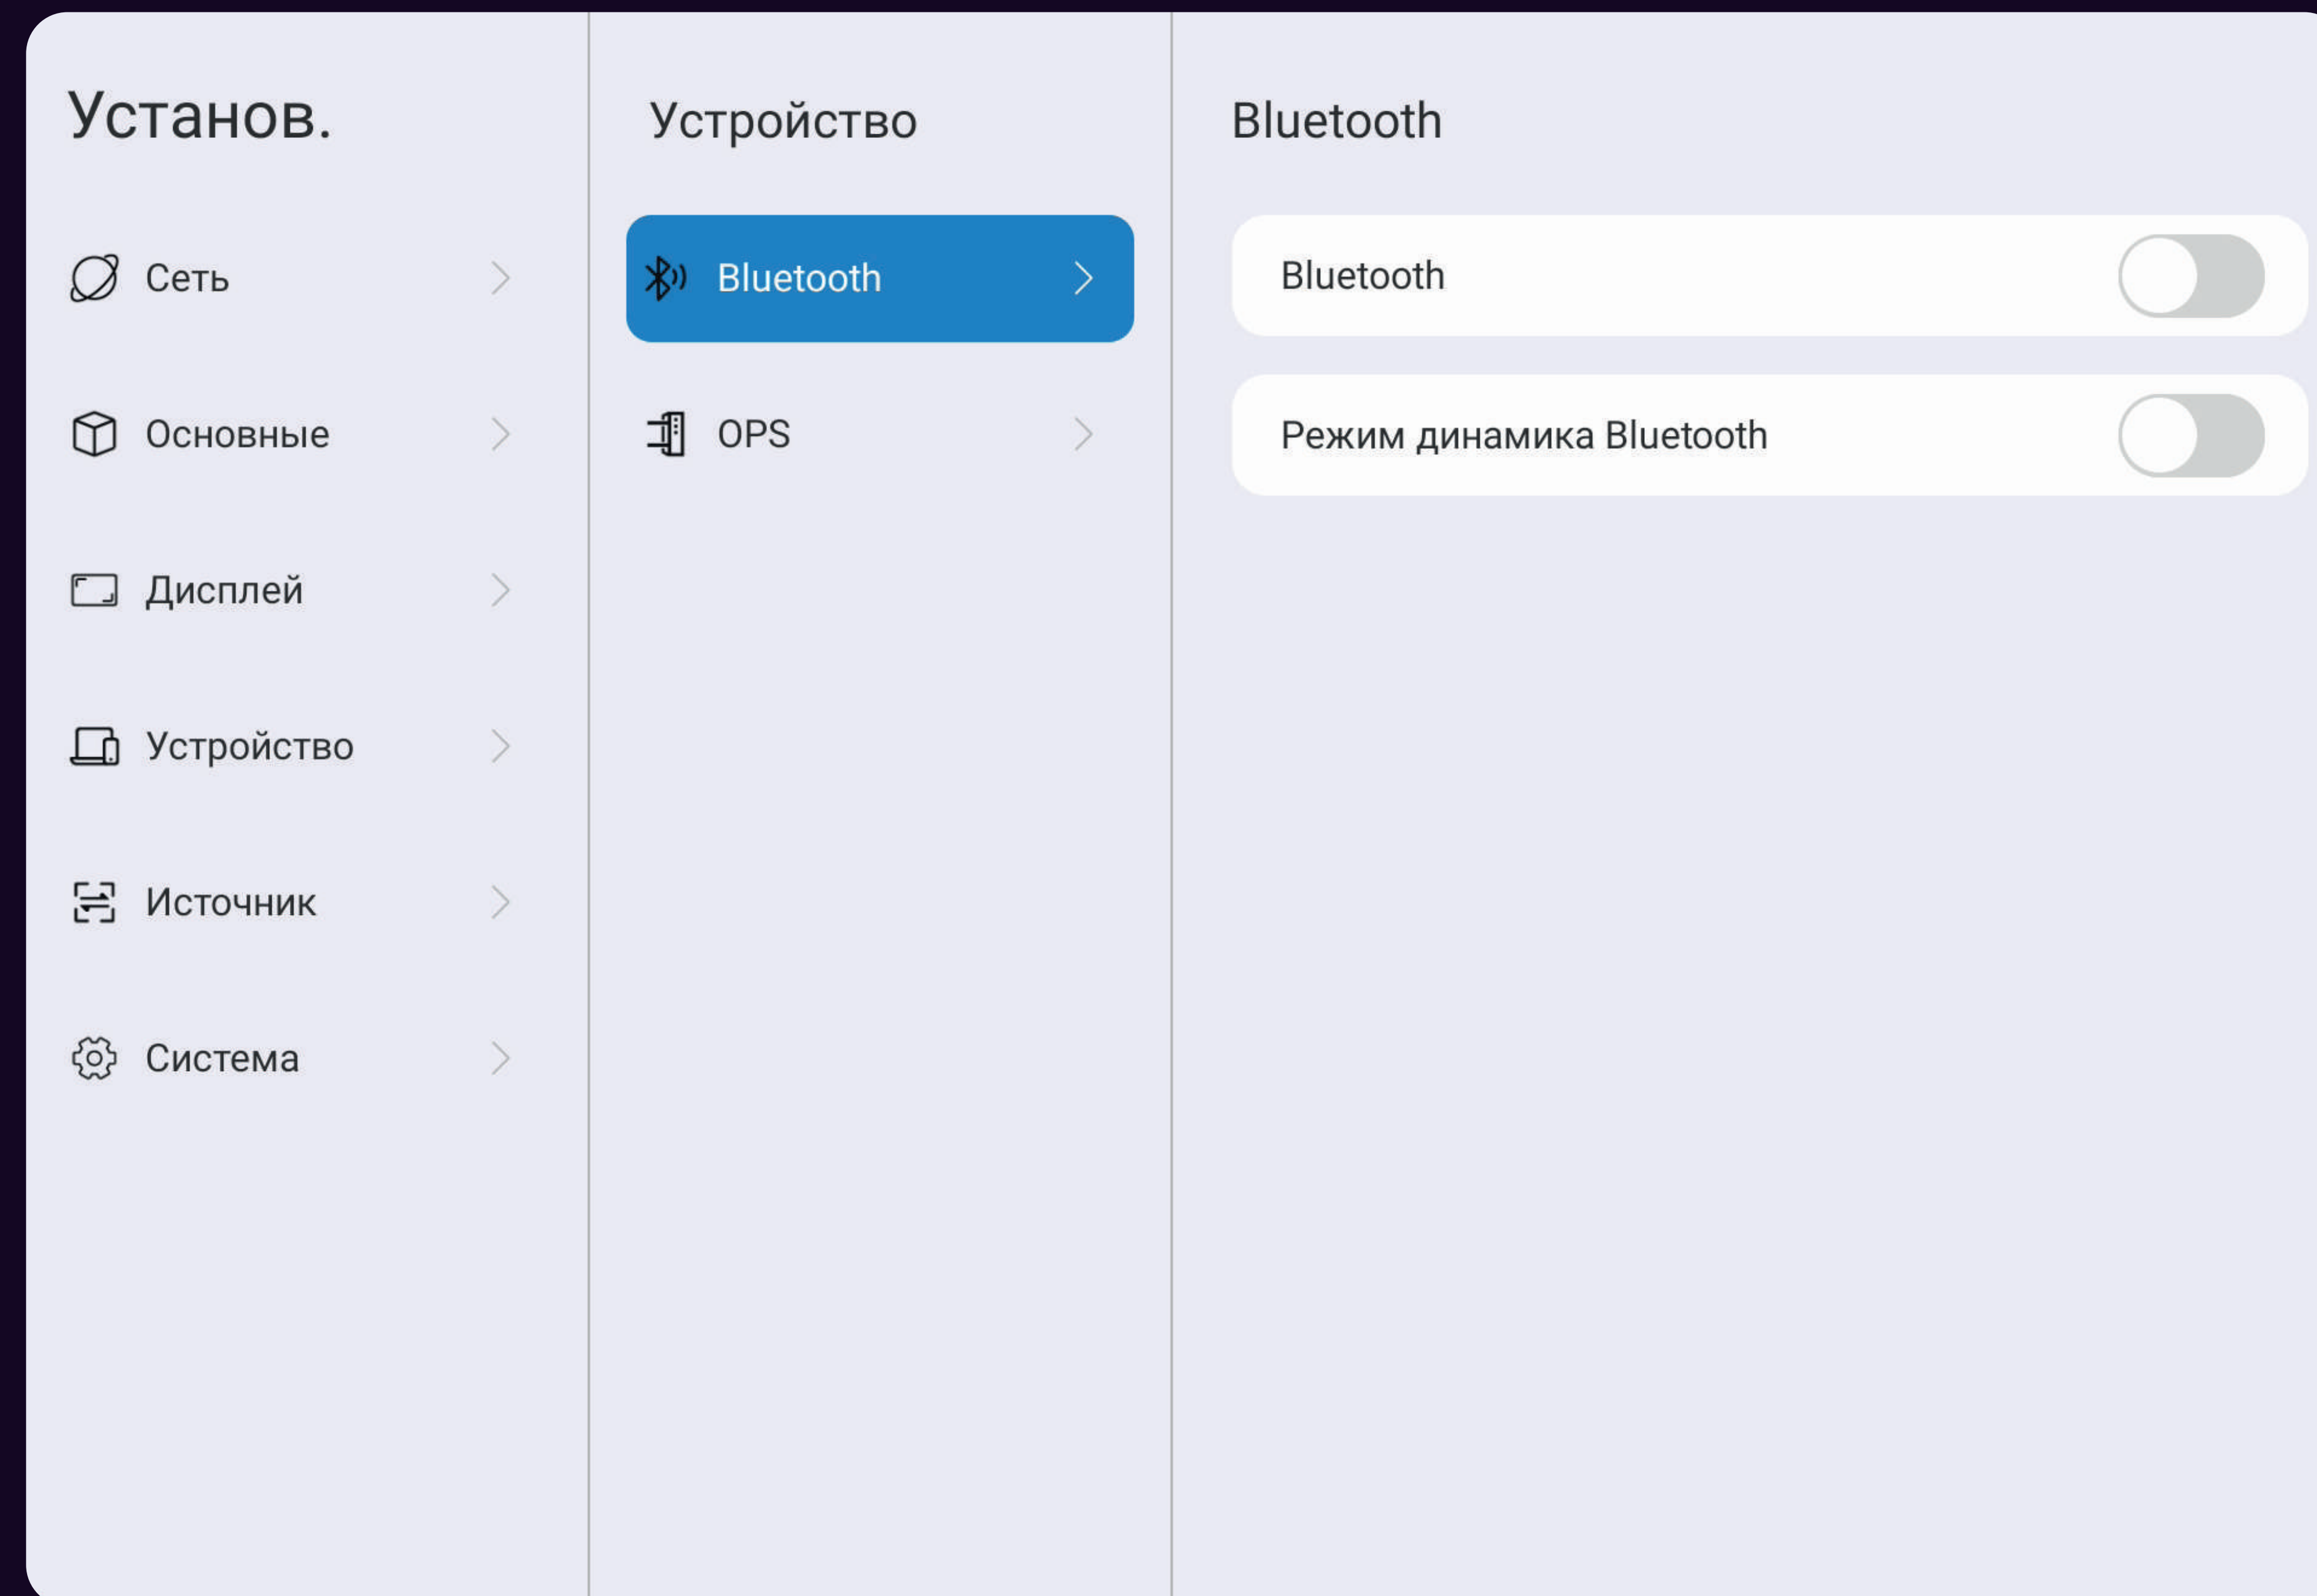 Установ.
Сеть
Основные
Дисплей
Устройство
Источник
Система
Устройство
Bluetooth
OPS
Bluetooth
Bluetooth
Режим динамика Bluetooth